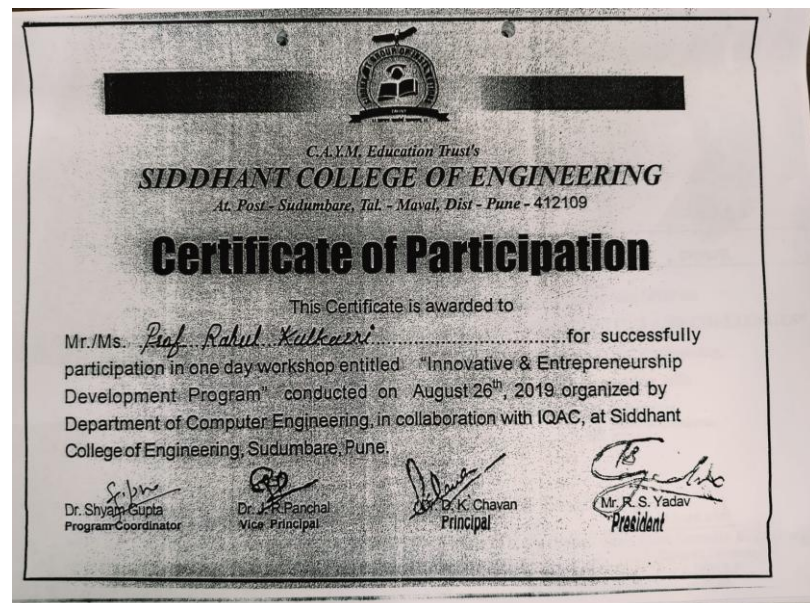 C.A.Y.M. Education Trust's
SIDDHANT COLLEGE OF ENGINEERING
At. Post - Sudumbare, Tal. - Maval, Dist - Pune - 412109
Certificate of Participation
This Certificate is awarded to
Mr./Ms. Prof Rahul Kulkarni for successfully
participation in one day workshop entitled "Innovative & Entrepreneurship
Development Program" conducted on August 26th, 2019 organized by
Department of Computer Engineering, in collaboration with IQAC, at Siddhant
College of Engineering, Sudumbare, Pune.
Dr. Shyam Gupta Dr. J. R. Panchal Dr. D. K. Chavan Mr. R. S. Yadav
Program Coordinator Vice Principal Principal President